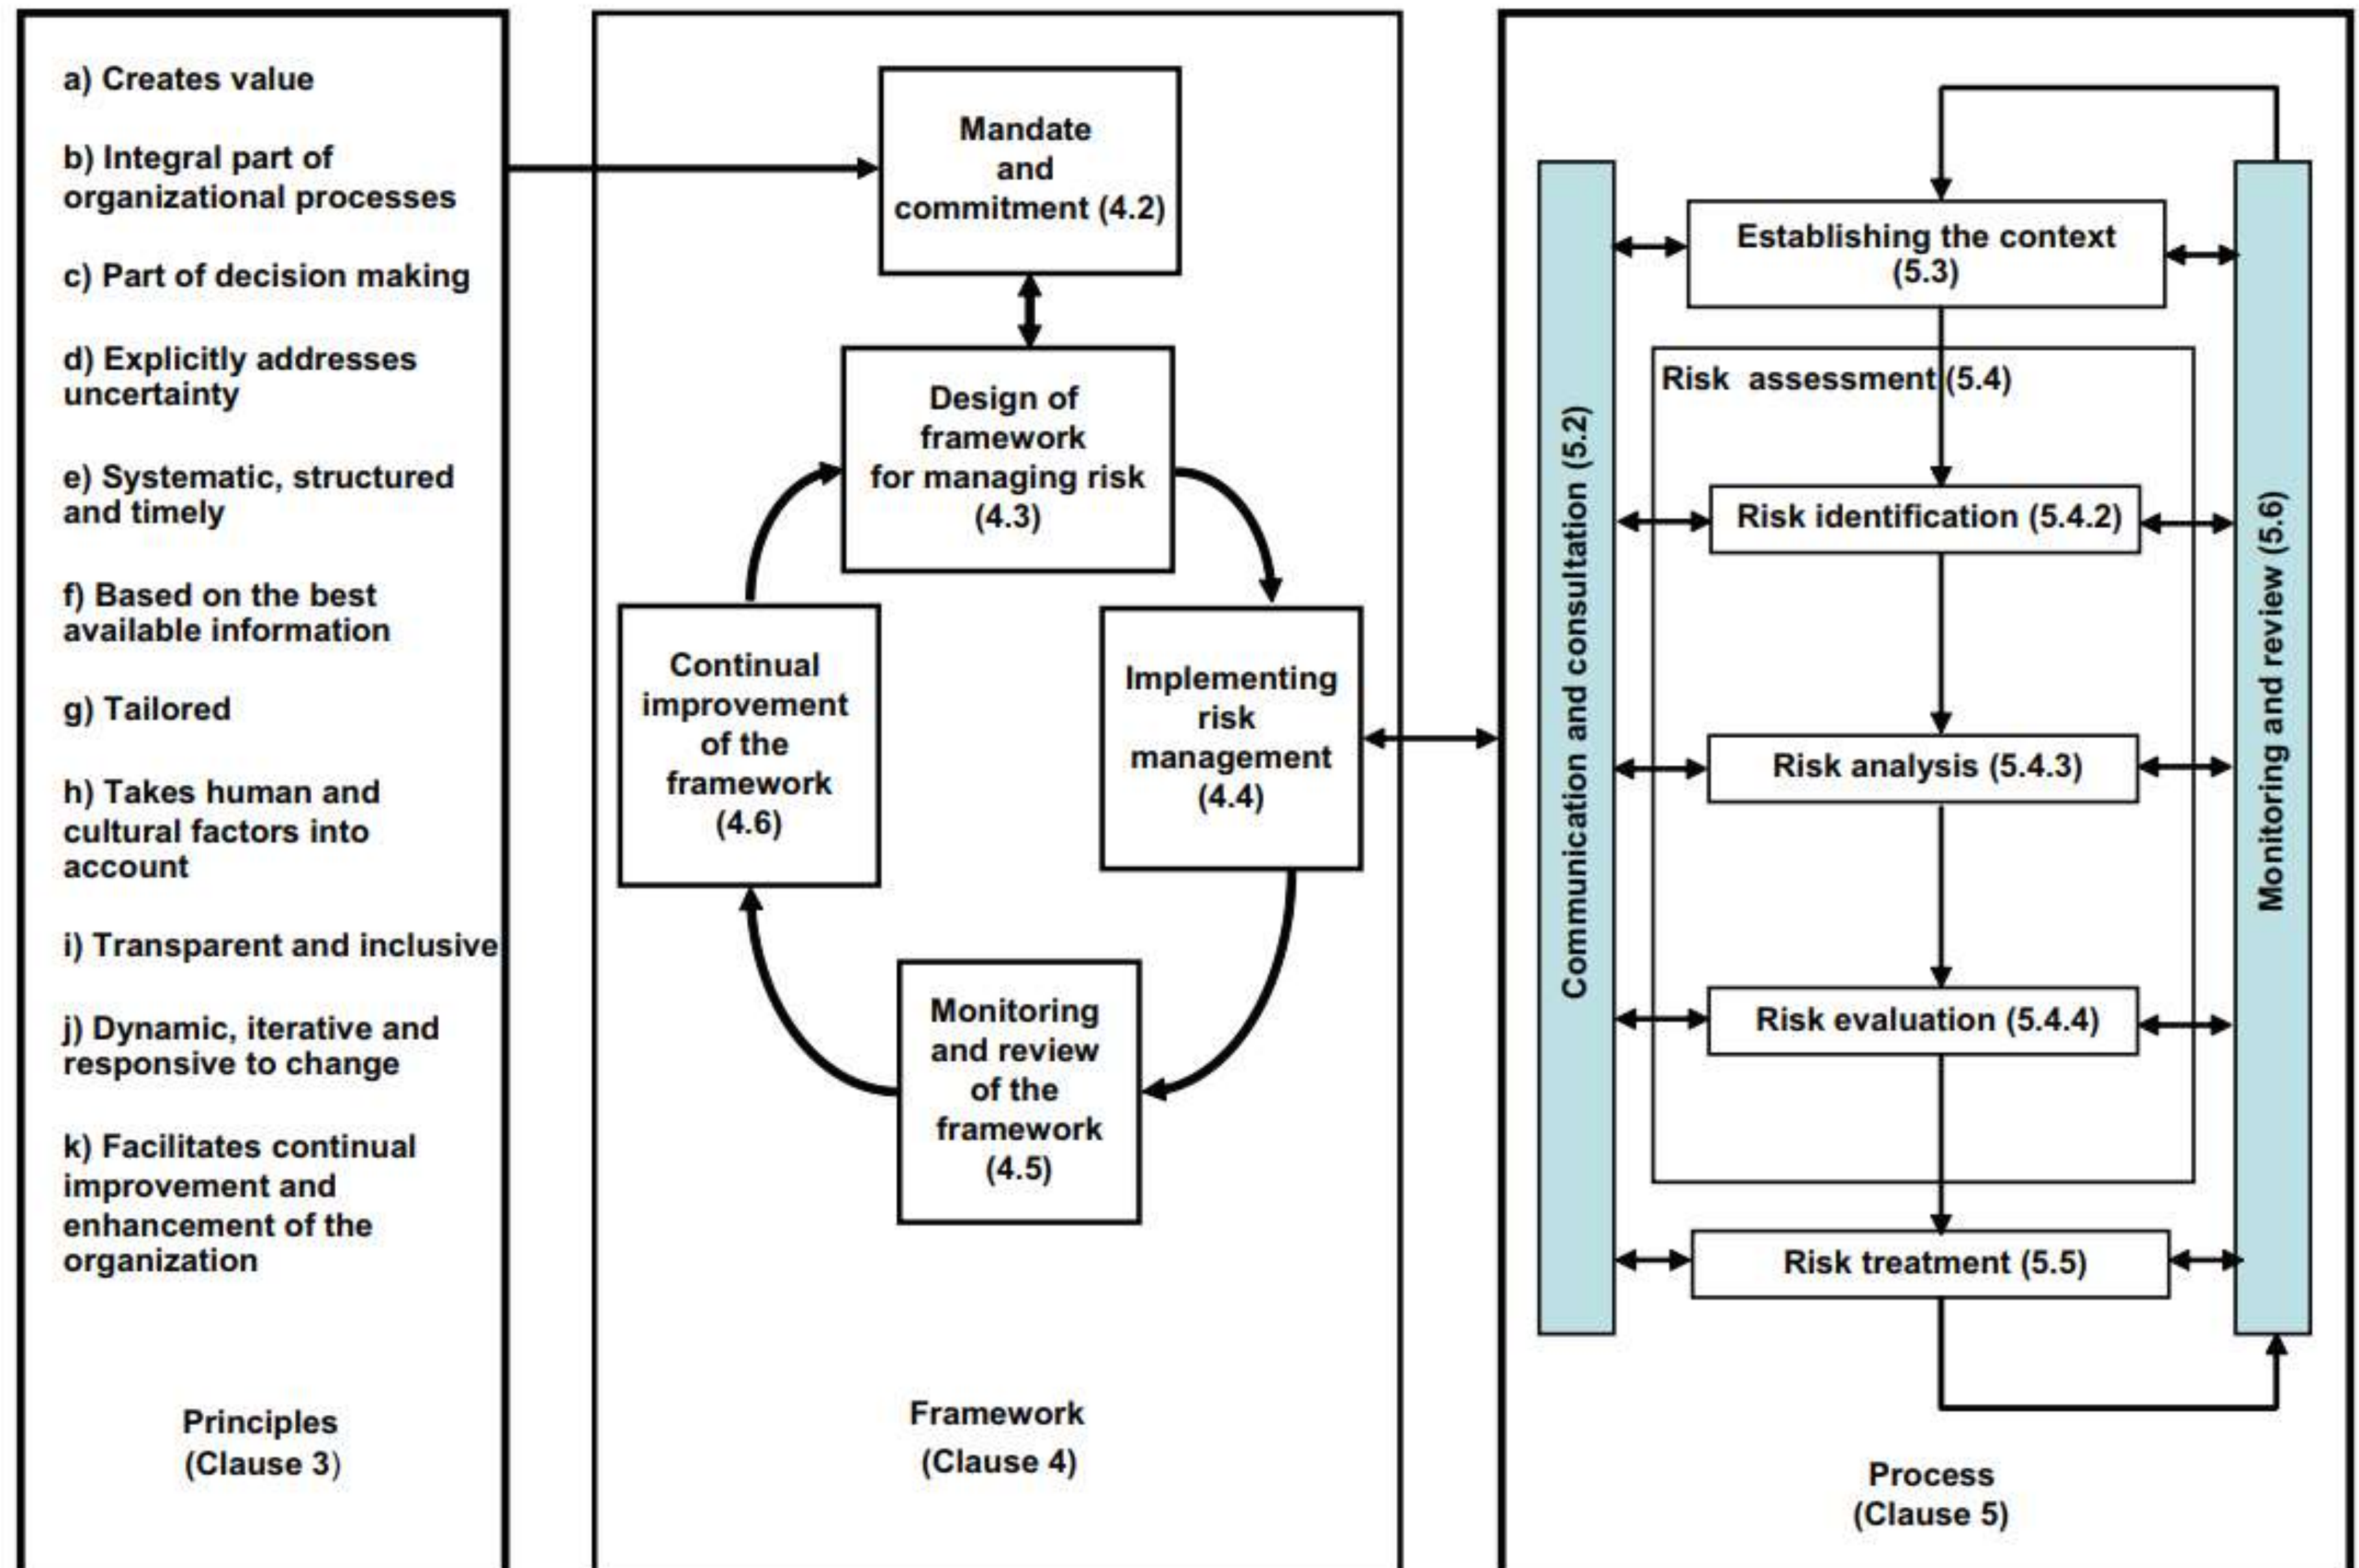 a) Creates value
b) Integral part of
organizational processes
c) Part of decision making
d) Explicitly addresses
uncertainty
e) Systematic, structured
and timely
f) Based on the best
available information
g) Tailored
h) Takes human and
cultural factors into
account
i) Transparent and inclusive
j) Dynamic, iterative and
responsive to change
k) Facilitates continual
improvement and
enhancement of the
organization
Principles
(Clause 3)
Mandate
and
commitment (4.2)
Design of
framework
for managing risk
(4.3)
Implementing
risk
management
(4.4)
Monitoring
and review
of the
framework
(4.5)
Continual
improvement
of the
framework
(4.6)
Framework
(Clause 4)
Communication and consultation (5.2)
Establishing the context
(5.3)
Risk assessment (5.4)
Risk identification (5.4.2)
Risk analysis (5.4.3)
Risk evaluation (5.4.4)
Risk treatment (5.5)
Monitoring and review (5.6)
Process
(Clause 5)